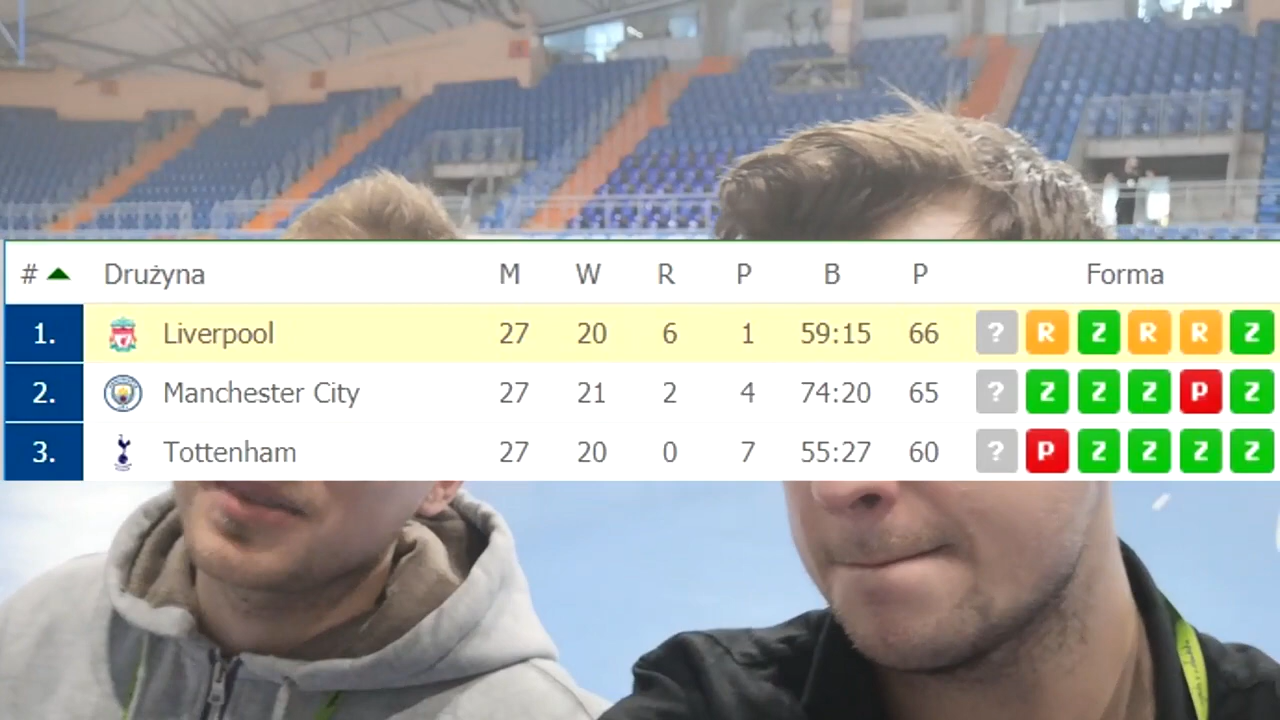 # Drużyna M W R P B P Forma
1. Liverpool 27 20 6 1 59:15 66 ? R Z R R Z
2. Manchester City 27 21 2 4 74:20 65 ? Z Z Z P Z
3. Tottenham 27 20 0 7 55:27 60 ? P Z Z Z Z